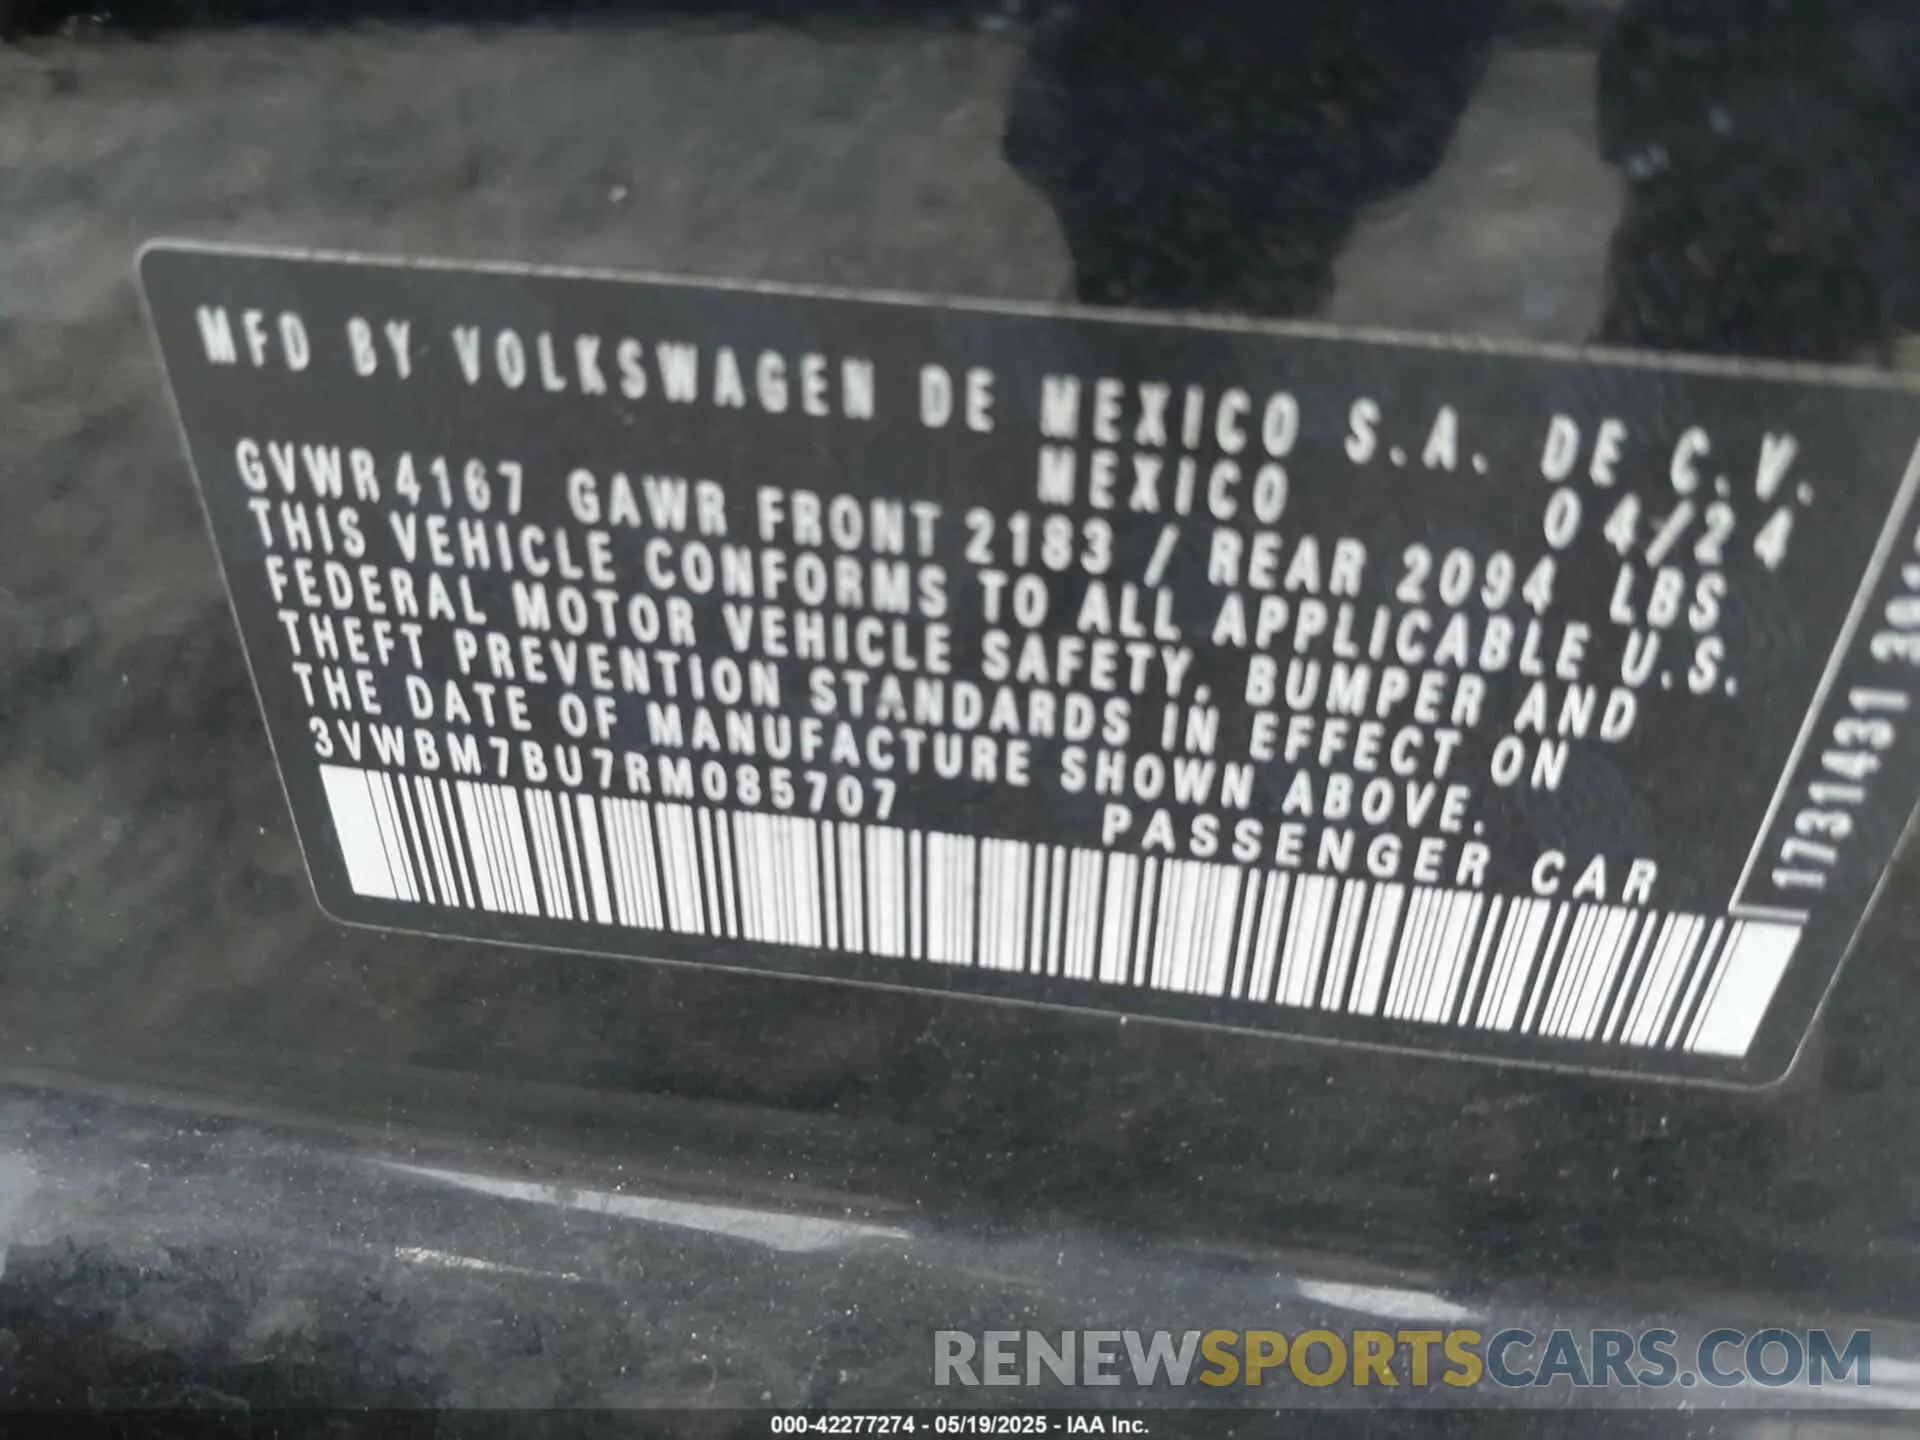 MFD BY VOLKSWAGEN DE MEXICO S.A. DE C.V.
MEXICO 04/24
GVWR 4167 GAWR FRONT 2183 / REAR 2094 LBS
THIS VEHICLE CONFORMS TO ALL APPLICABLE U.S.
FEDERAL MOTOR VEHICLE SAFETY, BUMPER AND
THEFT PREVENTION STANDARDS IN EFFECT ON
THE DATE OF MANUFACTURE SHOWN ABOVE.
3VWBM7BU7RM085707 PASSENGER CAR
1731431
RENEWSPORTSCARS.COM
000-42277274 - 05/19/2025 - IAA Inc.